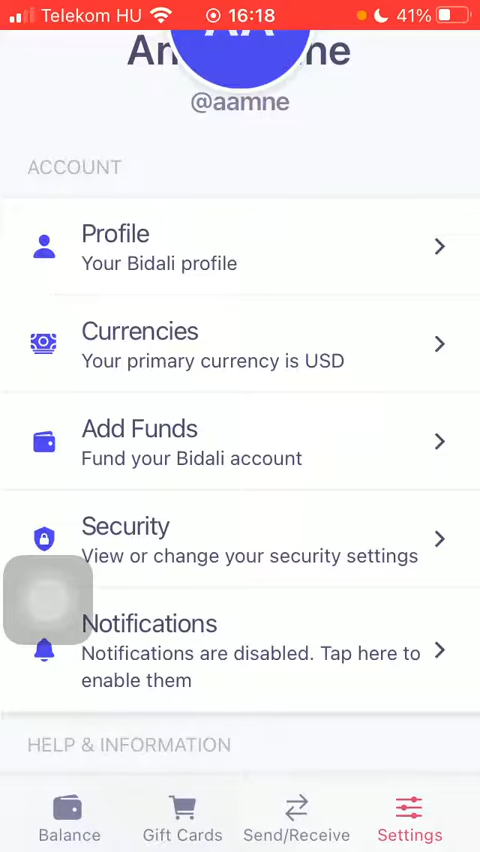 Telekom HU 16:18 41%
@aamne
ACCOUNT
Profile
Your Bidali profile
Currencies
Your primary currency is USD
Add Funds
Fund your Bidali account
Security
View or change your security settings
Notifications
Notifications are disabled. Tap here to
enable them
HELP & INFORMATION
Balance Gift Cards Send/Receive Settings